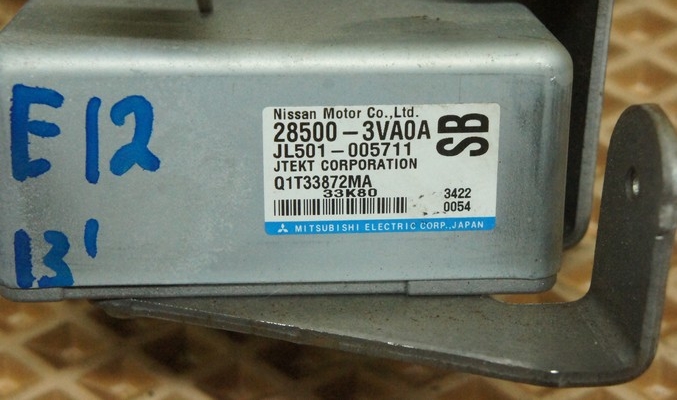 E12
13'
Nissan Motor Co.,Ltd.
28500-3VA0A
SB
JL501-005711
JTEKT CORPORATION
Q1T33872MA
33K80
3422
0054
MITSUBISHI ELECTRIC CORP.,JAPAN